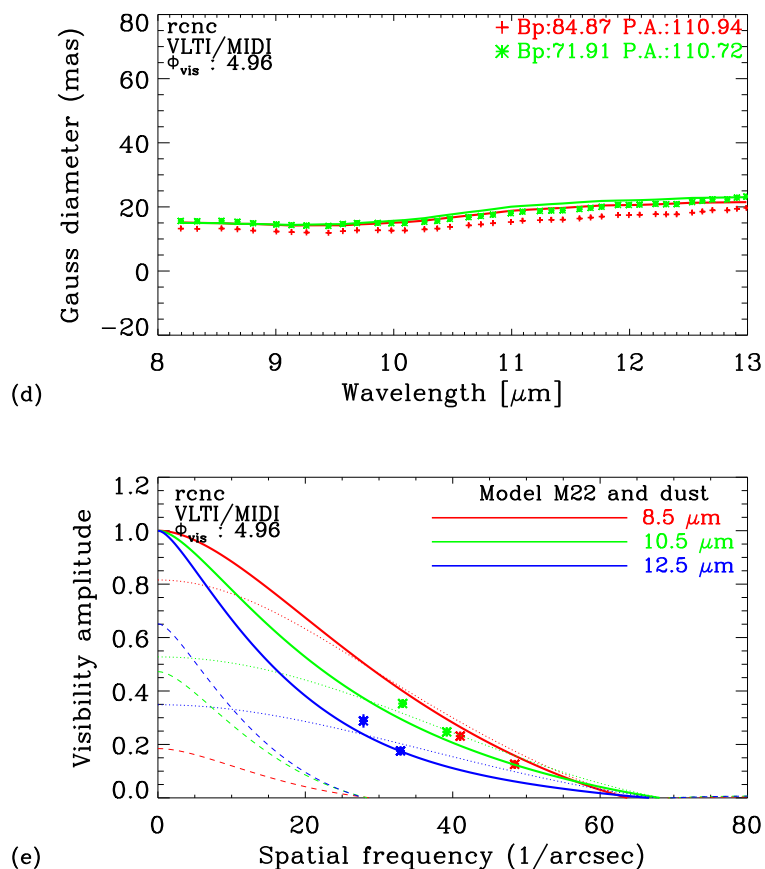 80
60
40
20
0
−20
Gauss diameter (mas)
rcnc
VLTI/MIDI
Φvis : 4.96
Bp:84.87 P.A.:110.94
Bp:71.91 P.A.:110.72
8 9 10 11 12 13
Wavelength [μm]
(d)
1.2
1.0
0.8
0.6
0.4
0.2
0.0
Visibility amplitude
rcnc
VLTI/MIDI
Φvis : 4.96
Model M22 and dust
8.5 μm
10.5 μm
12.5 μm
0 20 40 60 80
Spatial frequency (1/arcsec)
(e)